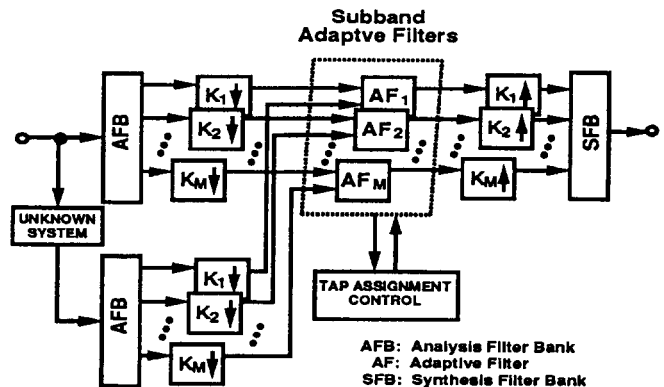 Subband
Adaptve Filters
AFB
K1
K2
KM
AF1
AF2
AFM
K1
K2
KM
SFB
UNKNOWN
SYSTEM
AFB
K1
K2
KM
TAP ASSIGNMENT
CONTROL
AFB: Analysis Filter Bank
AF: Adaptive Filter
SFB: Synthesis Filter Bank